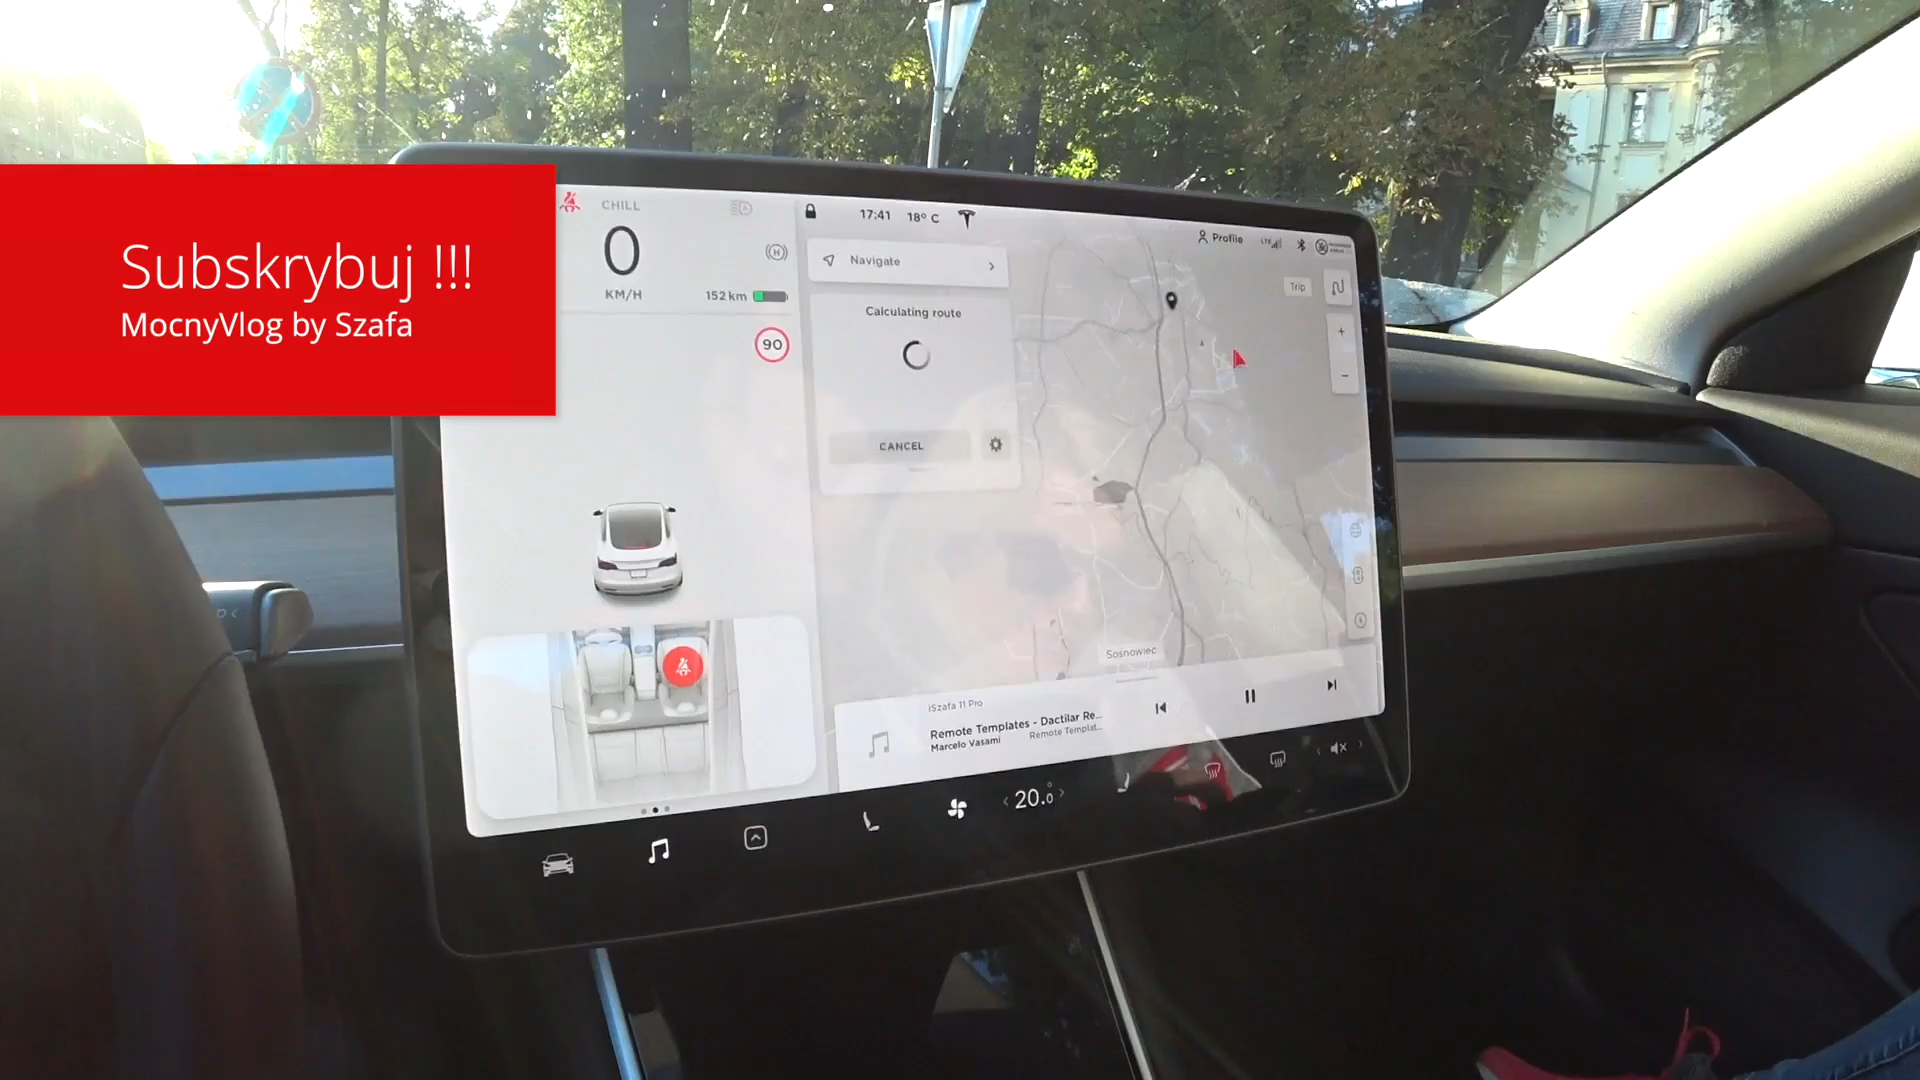 Subskrybuj !!!
MocnyVlog by Szafa
CHILL
0
KM/H
152 km
90
17:41 18° C
Profile
LTE
Navigate
Calculating route
CANCEL
Trip
+
−
Sosnowiec
iSzafa 11 Pro
Remote Templates - Dactilar Re...
Marcelo Vasami Remote Templat...
20.0